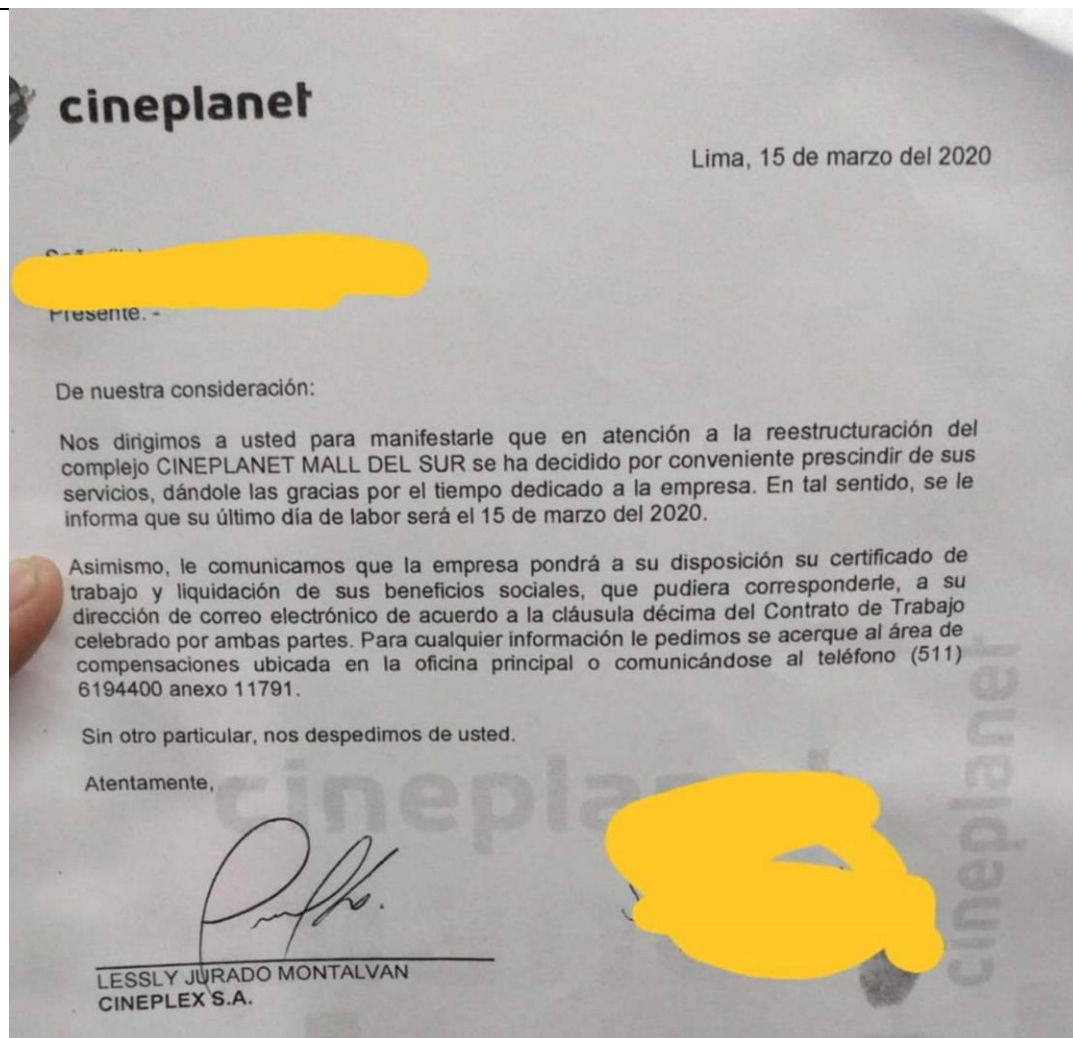 cineplanet
Lima, 15 de marzo del 2020
Presente. -
De nuestra consideración:
Nos dirigimos a usted para manifestarle que en atención a la reestructuración del
complejo CINEPLANET MALL DEL SUR se ha decidido por conveniente prescindir de sus
servicios, dándole las gracias por el tiempo dedicado a la empresa. En tal sentido, se le
informa que su último día de labor será el 15 de marzo del 2020.
Asimismo, le comunicamos que la empresa pondrá a su disposición su certificado de
trabajo y liquidación de sus beneficios sociales, que pudiera corresponderle, a su
dirección de correo electrónico de acuerdo a la cláusula décima del Contrato de Trabajo
celebrado por ambas partes. Para cualquier información le pedimos se acerque al área de
compensaciones ubicada en la oficina principal o comunicándose al teléfono (511)
6194400 anexo 11791.
Sin otro particular, nos despedimos de usted.
Atentamente,
cinepla
cineplanet
LESSLY JURADO MONTALVAN
CINEPLEX S.A.